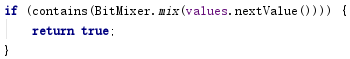 if (contains(BitMixer.mix(values.nextValue()))) {
    return true;
}